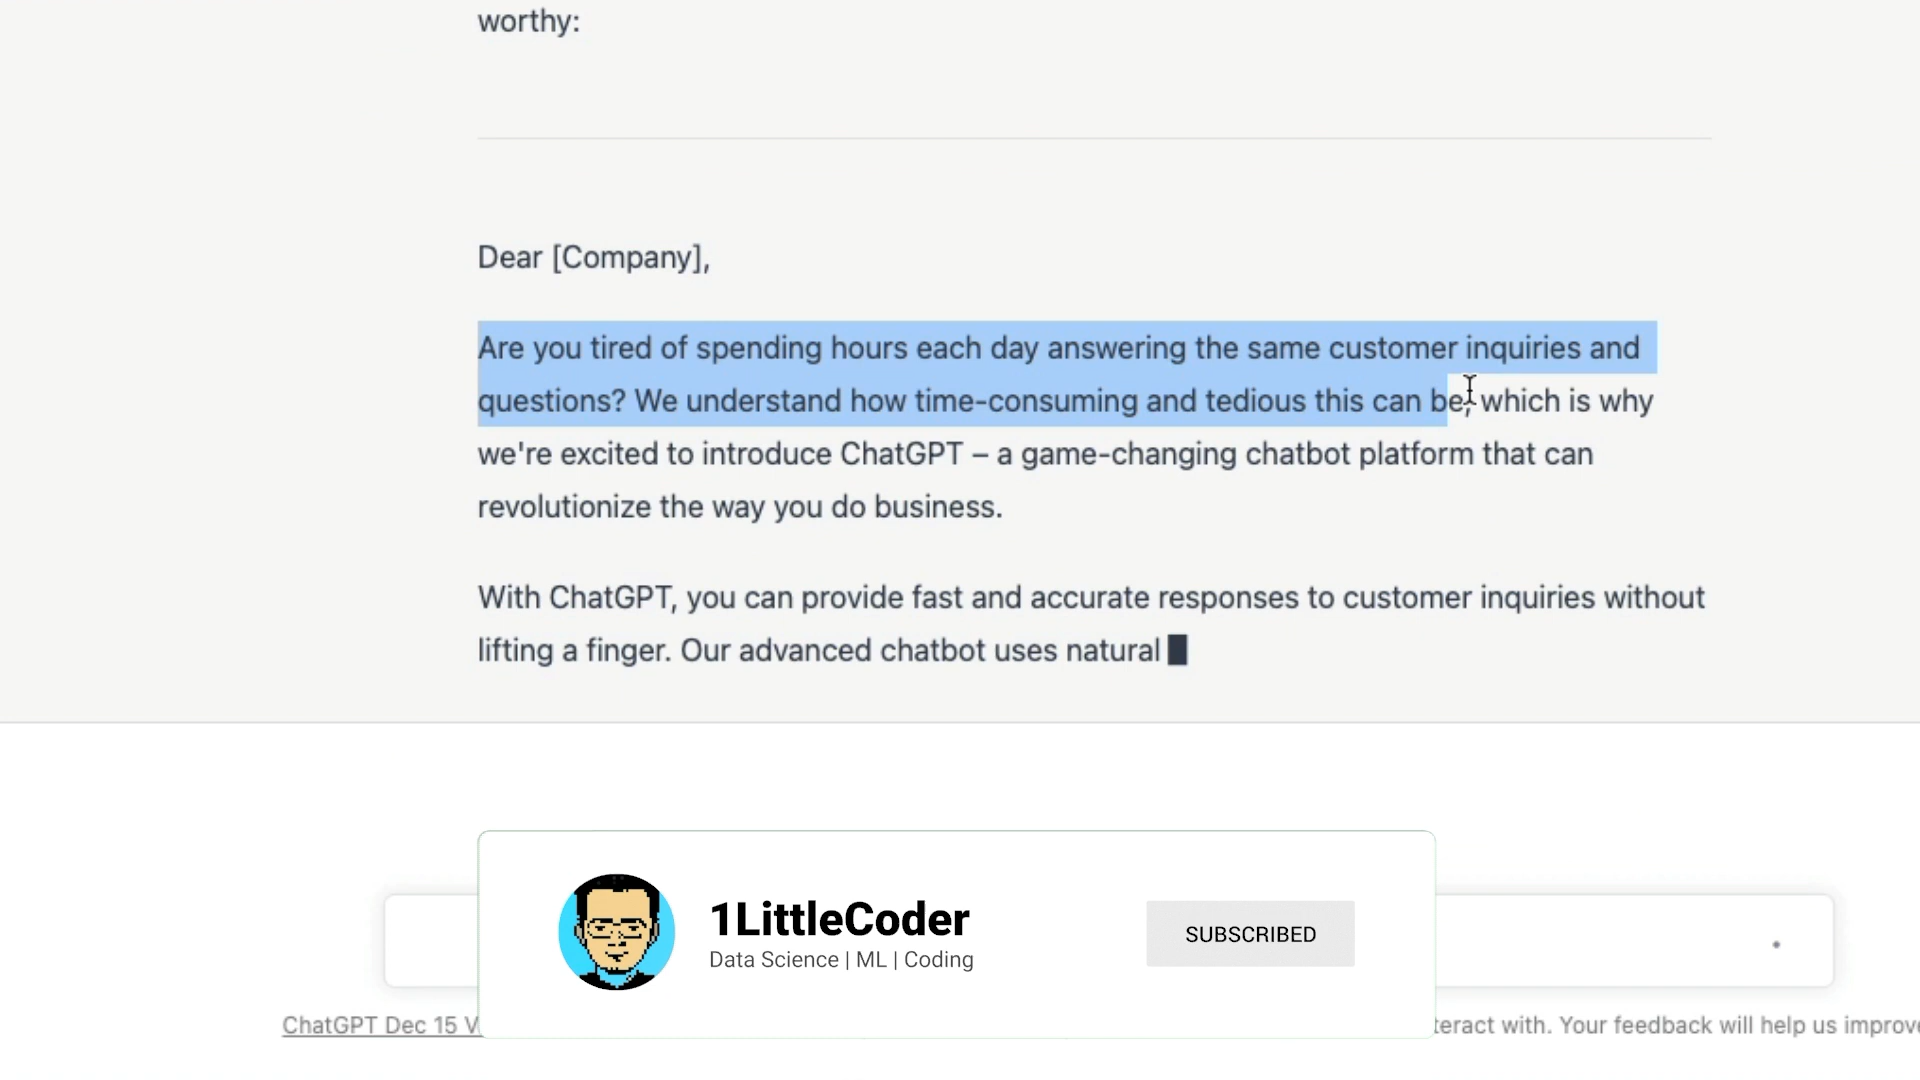 worthy:
Dear [Company],
Are you tired of spending hours each day answering the same customer inquiries and
questions? We understand how time-consuming and tedious this can be, which is why
we're excited to introduce ChatGPT – a game-changing chatbot platform that can
revolutionize the way you do business.
With ChatGPT, you can provide fast and accurate responses to customer inquiries without
lifting a finger. Our advanced chatbot uses natural
1LittleCoder
Data Science | ML | Coding
SUBSCRIBED
ChatGPT Dec 15 V
teract with. Your feedback will help us improve